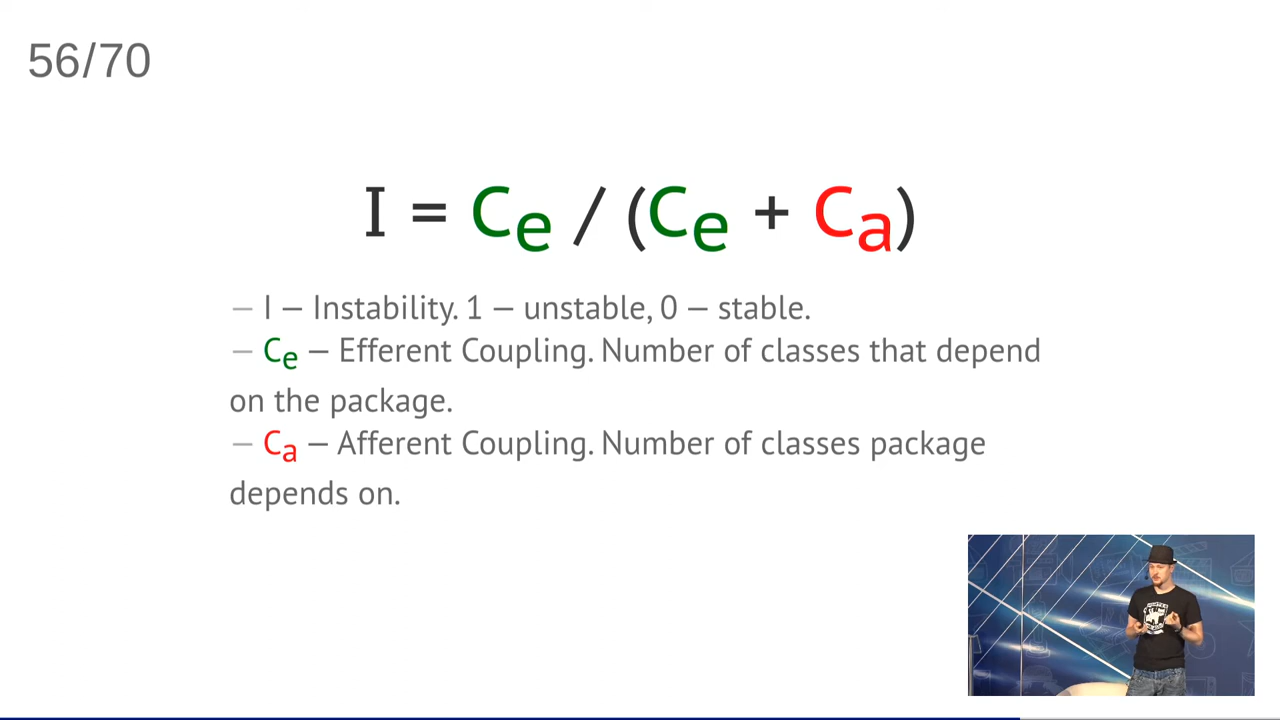 56/70
I = Ce / (Ce + Ca)
— I — Instability. 1 — unstable, 0 — stable.
— Ce — Efferent Coupling. Number of classes that depend
on the package.
— Ca — Afferent Coupling. Number of classes package
depends on.